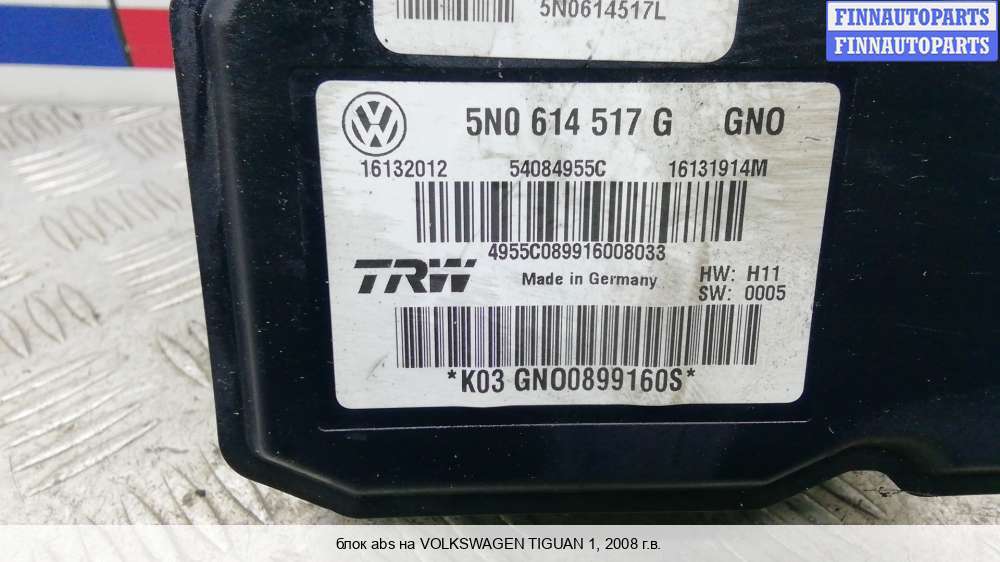 5N0614517L
FINNAUTOPARTS
FINNAUTOPARTS
5N0 614 517 G GNO
16132012 54084955C 16131914M
4955C089916008033
TRW Made in Germany HW: H11
SW: 0005
*K03 GNO0899160S*
блок abs на VOLKSWAGEN TIGUAN 1, 2008 г.в.